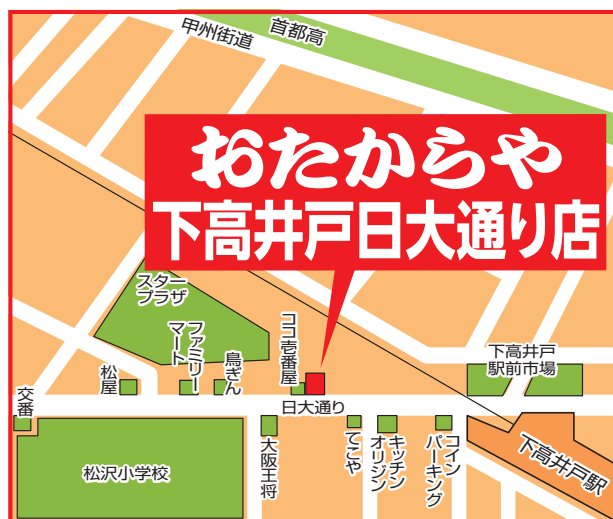 甲州街道
首都高
おたからや
下高井戸日大通り店
スター
プラザ
ファミリー
マート
鳥ぎん
ココ壱番屋
下高井戸
駅前市場
松屋
交番
日大通り
松沢小学校
大阪王将
てこや
キッチン
オリジン
コイン
パーキング
下高井戸駅